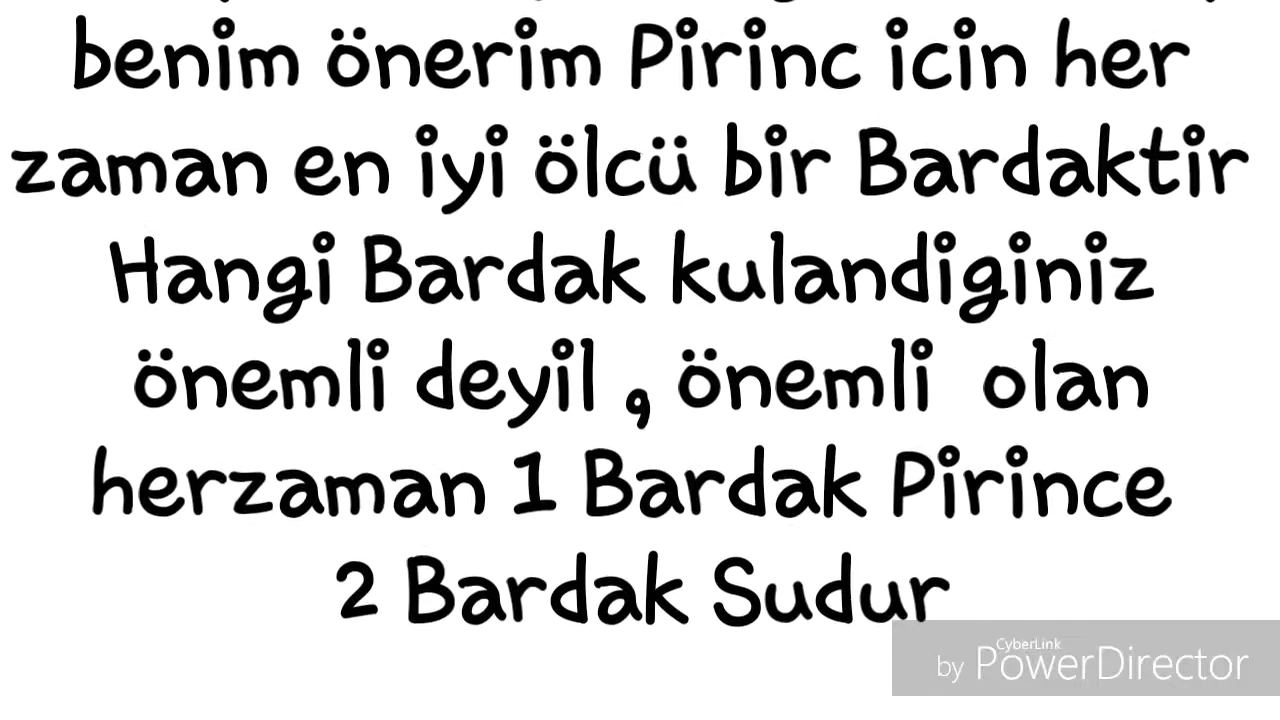 benim önerim Pirinc icin her
zaman en iyi ölcü bir Bardaktir
Hangi Bardak kulandiginiz
önemli deyil , önemli olan
herzaman 1 Bardak Pirince
2 Bardak Sudur
CyberLink
by PowerDirector